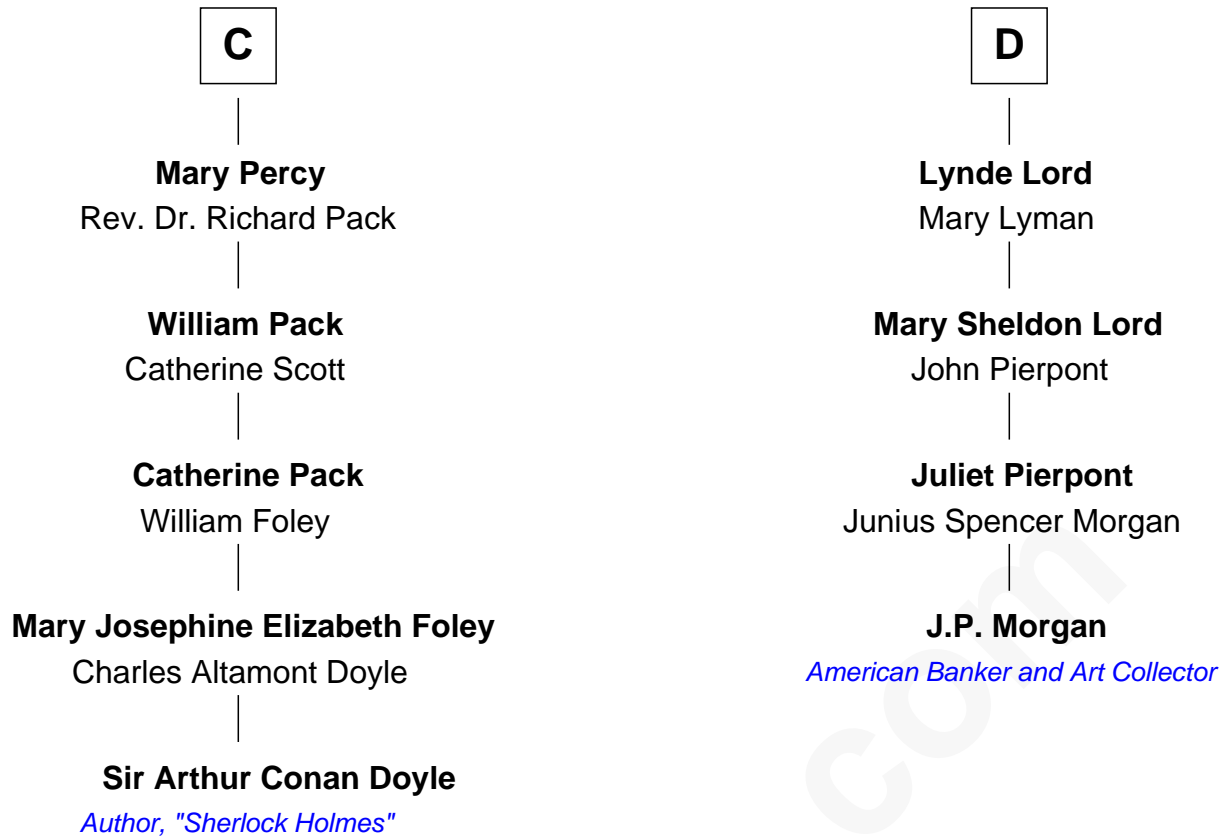 C
Mary Percy
Rev. Dr. Richard Pack
William Pack
Catherine Scott
Catherine Pack
William Foley
Mary Josephine Elizabeth Foley
Charles Altamont Doyle
Sir Arthur Conan Doyle
Author, "Sherlock Holmes"
D
Lynde Lord
Mary Lyman
Mary Sheldon Lord
John Pierpont
Juliet Pierpont
Junius Spencer Morgan
J.P. Morgan
American Banker and Art Collector
com